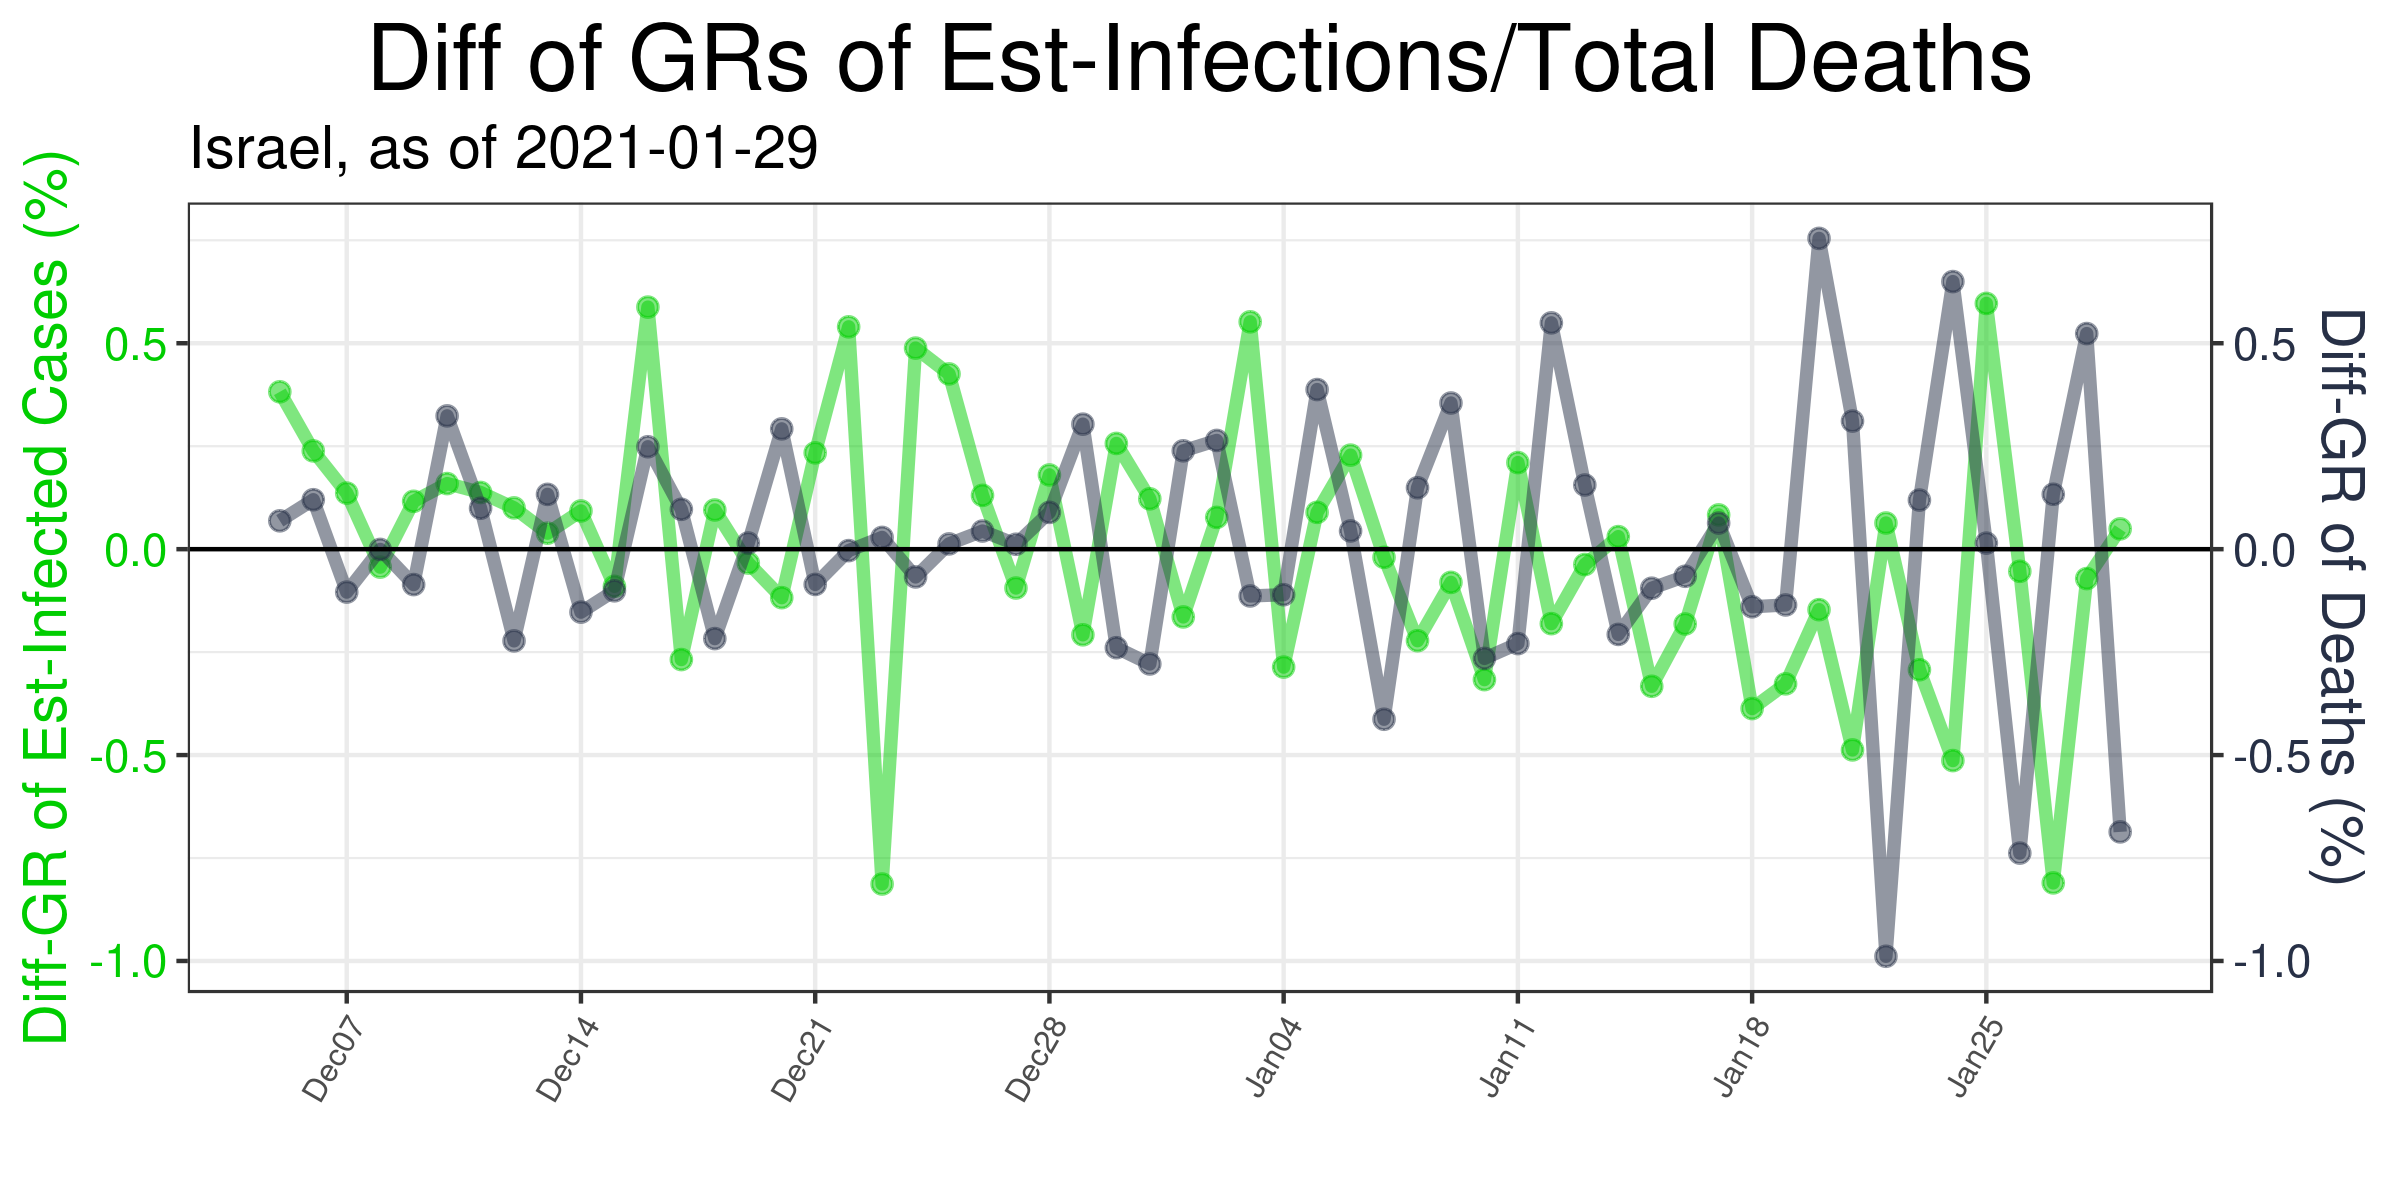 Diff of GRs of Est-Infections/Total Deaths
Israel, as of 2021-01-29
Diff-GR of Est-Infected Cases (%)
0.5
0.0
-0.5
-1.0
0.5
0.0
-0.5
-1.0
Diff-GR of Deaths (%)
Dec07
Dec14
Dec21
Dec28
Jan04
Jan11
Jan18
Jan25